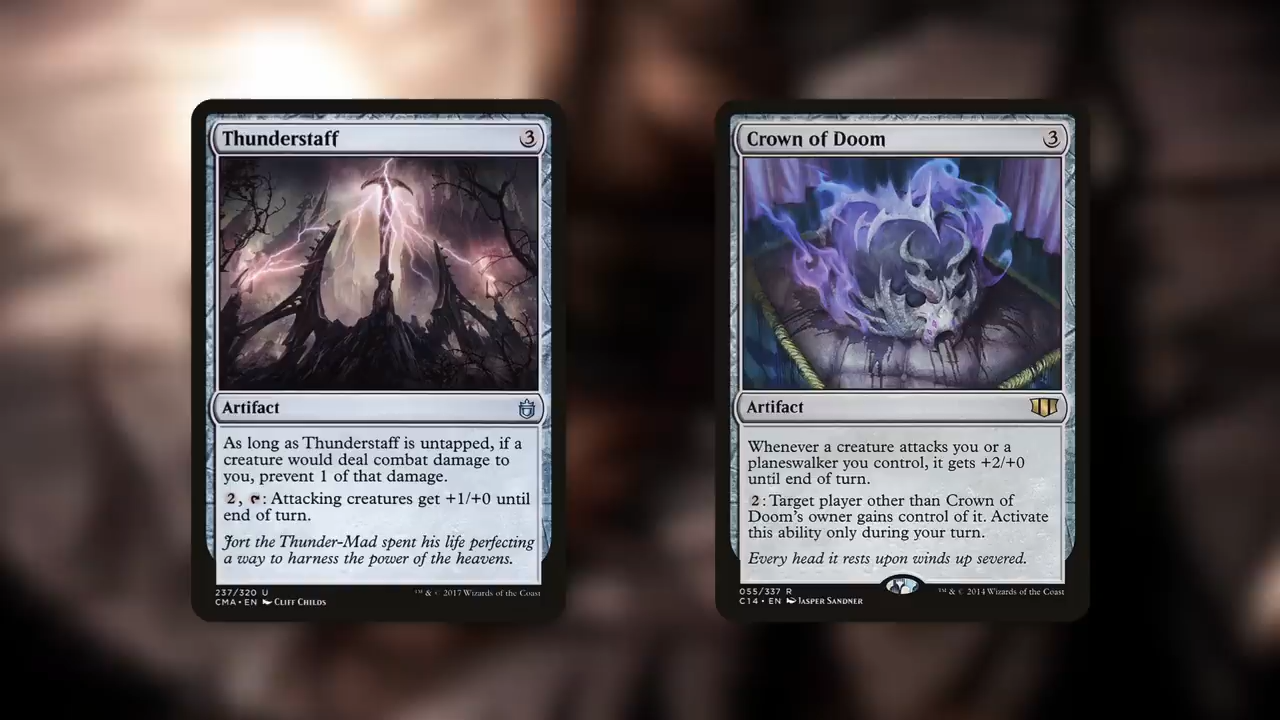 Thunderstaff 3
Artifact
As long as Thunderstaff is untapped, if a
creature would deal combat damage to
you, prevent 1 of that damage.
2, : Attacking creatures get +1/+0 until
end of turn.
Jort the Thunder-Mad spent his life perfecting
a way to harness the power of the heavens.
237/320 U
CMA • EN Cliff Childs
™ & © 2017 Wizards of the Coast
Crown of Doom 3
Artifact
Whenever a creature attacks you or a
planeswalker you control, it gets +2/+0
until end of turn.
2: Target player other than Crown of
Doom's owner gains control of it. Activate
this ability only during your turn.
Every head it rests upon winds up severed.
055/337 R
C14 • EN Jasper Sandner
™ & © 2014 Wizards of the Coast